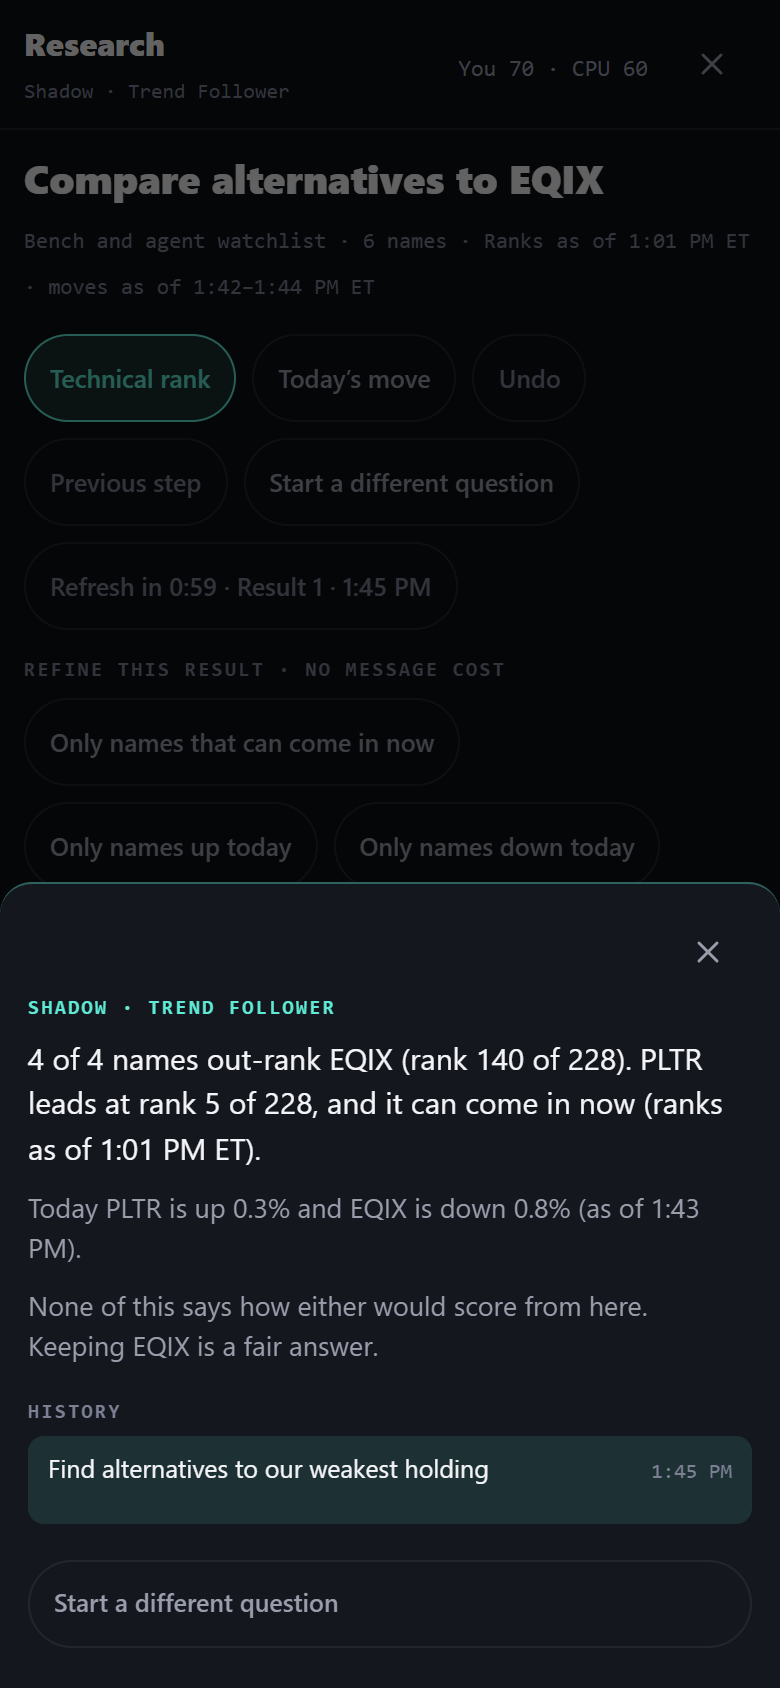 Research
Shadow · Trend Follower
You 70 · CPU 60
Compare alternatives to EQIX
Bench and agent watchlist · 6 names · Ranks as of 1:01 PM ET
· moves as of 1:42–1:44 PM ET
Technical rank
Today’s move
Undo
Previous step
Start a different question
Refresh in 0:59 · Result 1 · 1:45 PM
REFINE THIS RESULT · NO MESSAGE COST
Only names that can come in now
Only names up today
Only names down today
SHADOW · TREND FOLLOWER
4 of 4 names out-rank EQIX (rank 140 of 228). PLTR
leads at rank 5 of 228, and it can come in now (ranks
as of 1:01 PM ET).
Today PLTR is up 0.3% and EQIX is down 0.8% (as of 1:43
PM).
None of this says how either would score from here.
Keeping EQIX is a fair answer.
HISTORY
Find alternatives to our weakest holding
1:45 PM
Start a different question